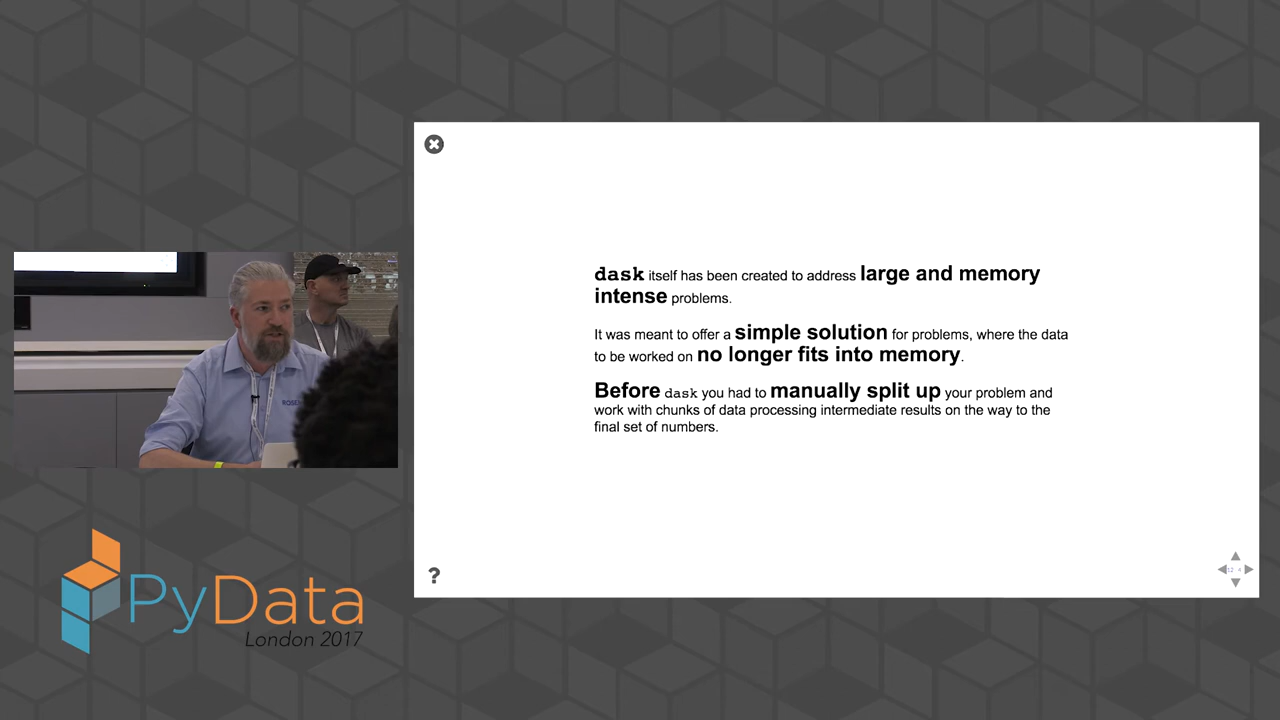 dask itself has been created to address large and memory
intense problems.
It was meant to offer a simple solution for problems, where the data
to be worked on no longer fits into memory.
Before dask you had to manually split up your problem and
work with chunks of data processing intermediate results on the way to the
final set of numbers.
?
PyData
London 2017